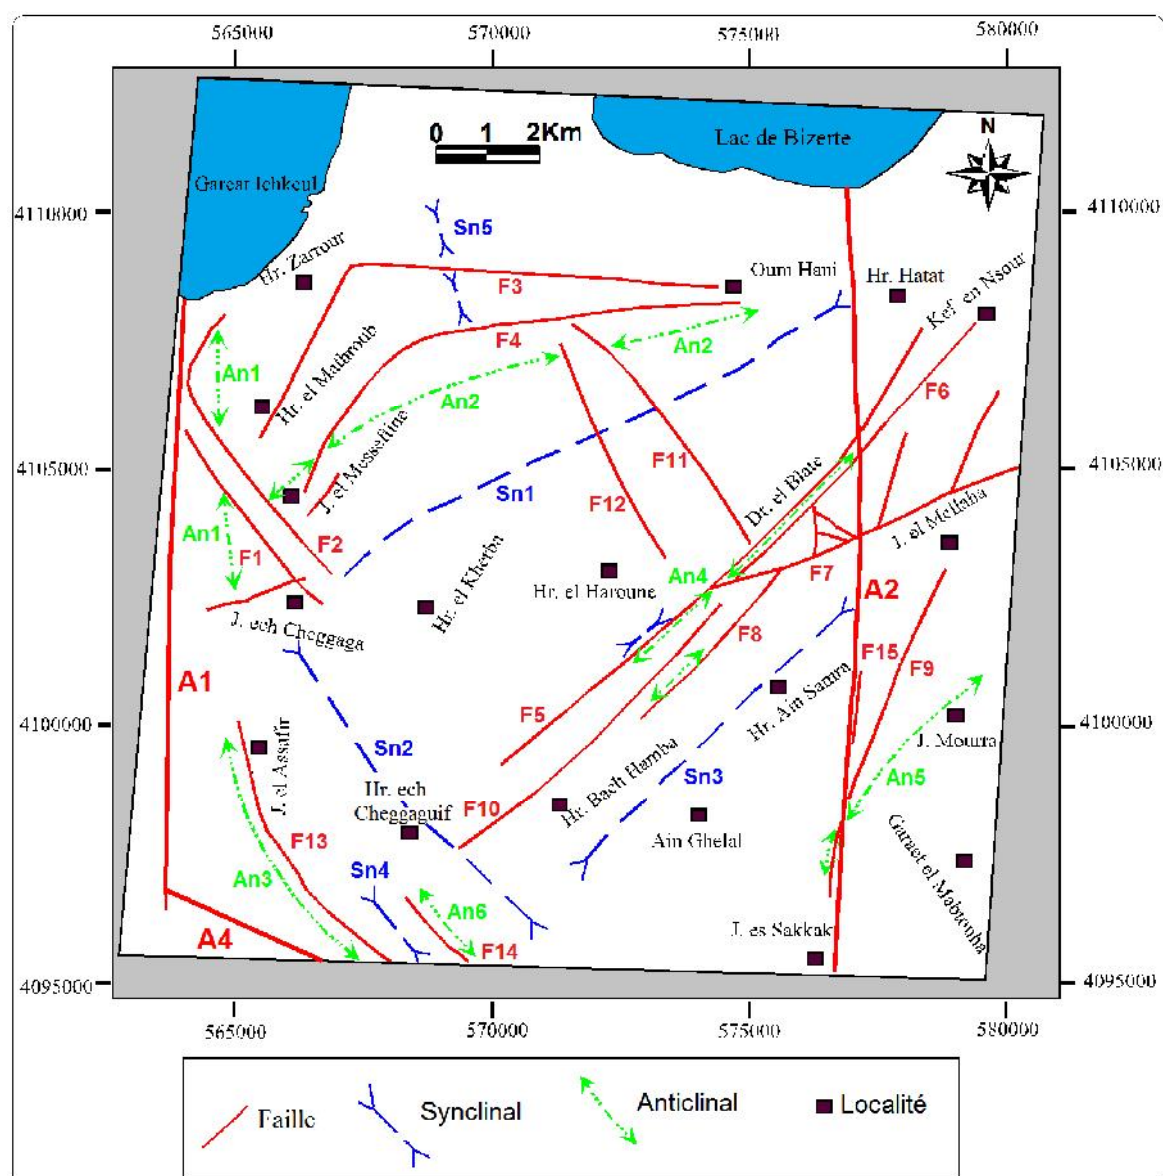 565000
570000
575000
580000
0 1 2Km
N
Lac de Bizerte
Garaat Ichkeul
4110000
4110000
Sn5
Hr. Zarrour
F3
Oum Hani
Hr. Hatat
Kef en Nsour
F4
An2
An1
Hr. el Mathroub
An2
F6
J. el Messeftine
4105000
4105000
F11
Sn1
F12
Dr. el Blate
An1
F1
F2
J. el Mellaha
F7
An4
Hr. el Kherba
Hr. el Haroune
A2
J. ech Cheggaga
F8
F15
F9
A1
Hr. Ain Samra
F5
4100000
4100000
J. el Assafir
Sn2
J. Mourra
Hr. Bach Hamba
Sn3
An5
Hr. ech
Cheggaguif
F10
Ain Ghelal
F13
Garaet el Mabtouha
Sn4
An3
An6
A4
F14
J. es Sakkak
4095000
4095000
565000
570000
575000
580000
Faille
Synclinal
Anticlinal
Localité